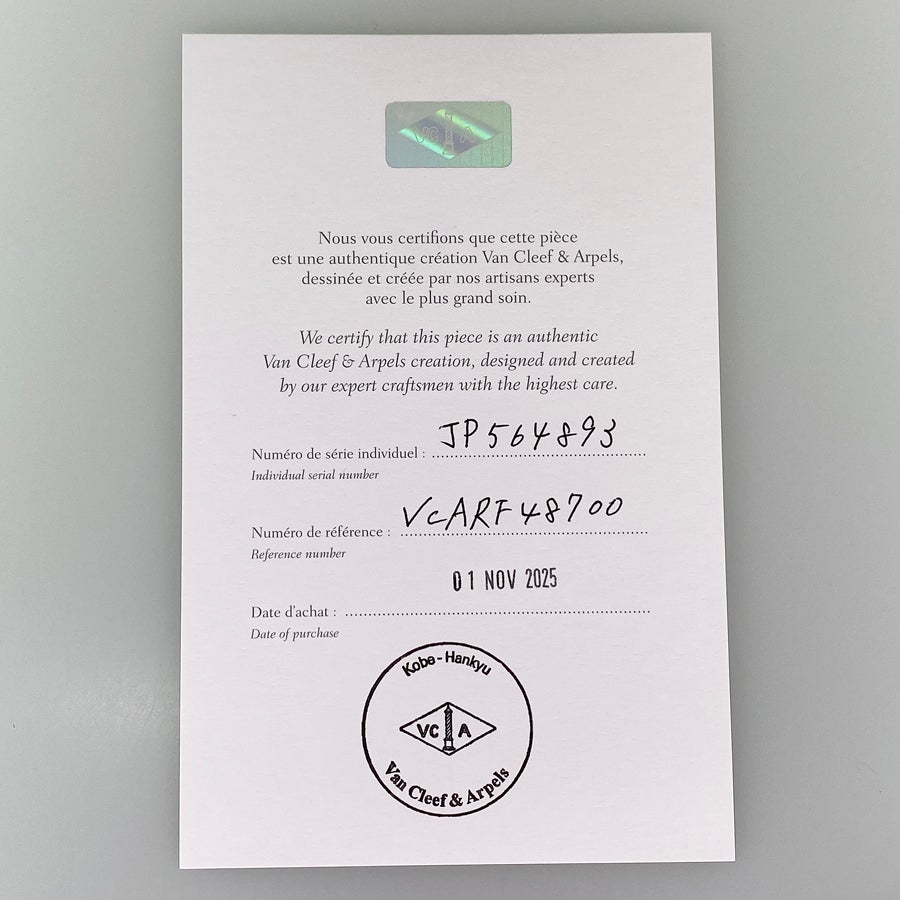 VC A
Nous vous certifions que cette pièce
est une authentique création Van Cleef & Arpels,
dessinée et créée par nos artisans experts
avec le plus grand soin.
We certify that this piece is an authentic
Van Cleef & Arpels creation, designed and created
by our expert craftsmen with the highest care.
Numéro de série individuel : JP564893
Individual serial number
Numéro de référence : VCARF48700
Reference number
01 NOV 2025
Date d'achat :
Date of purchase
Kobe-Hankyu
VC A
Van Cleef & Arpels